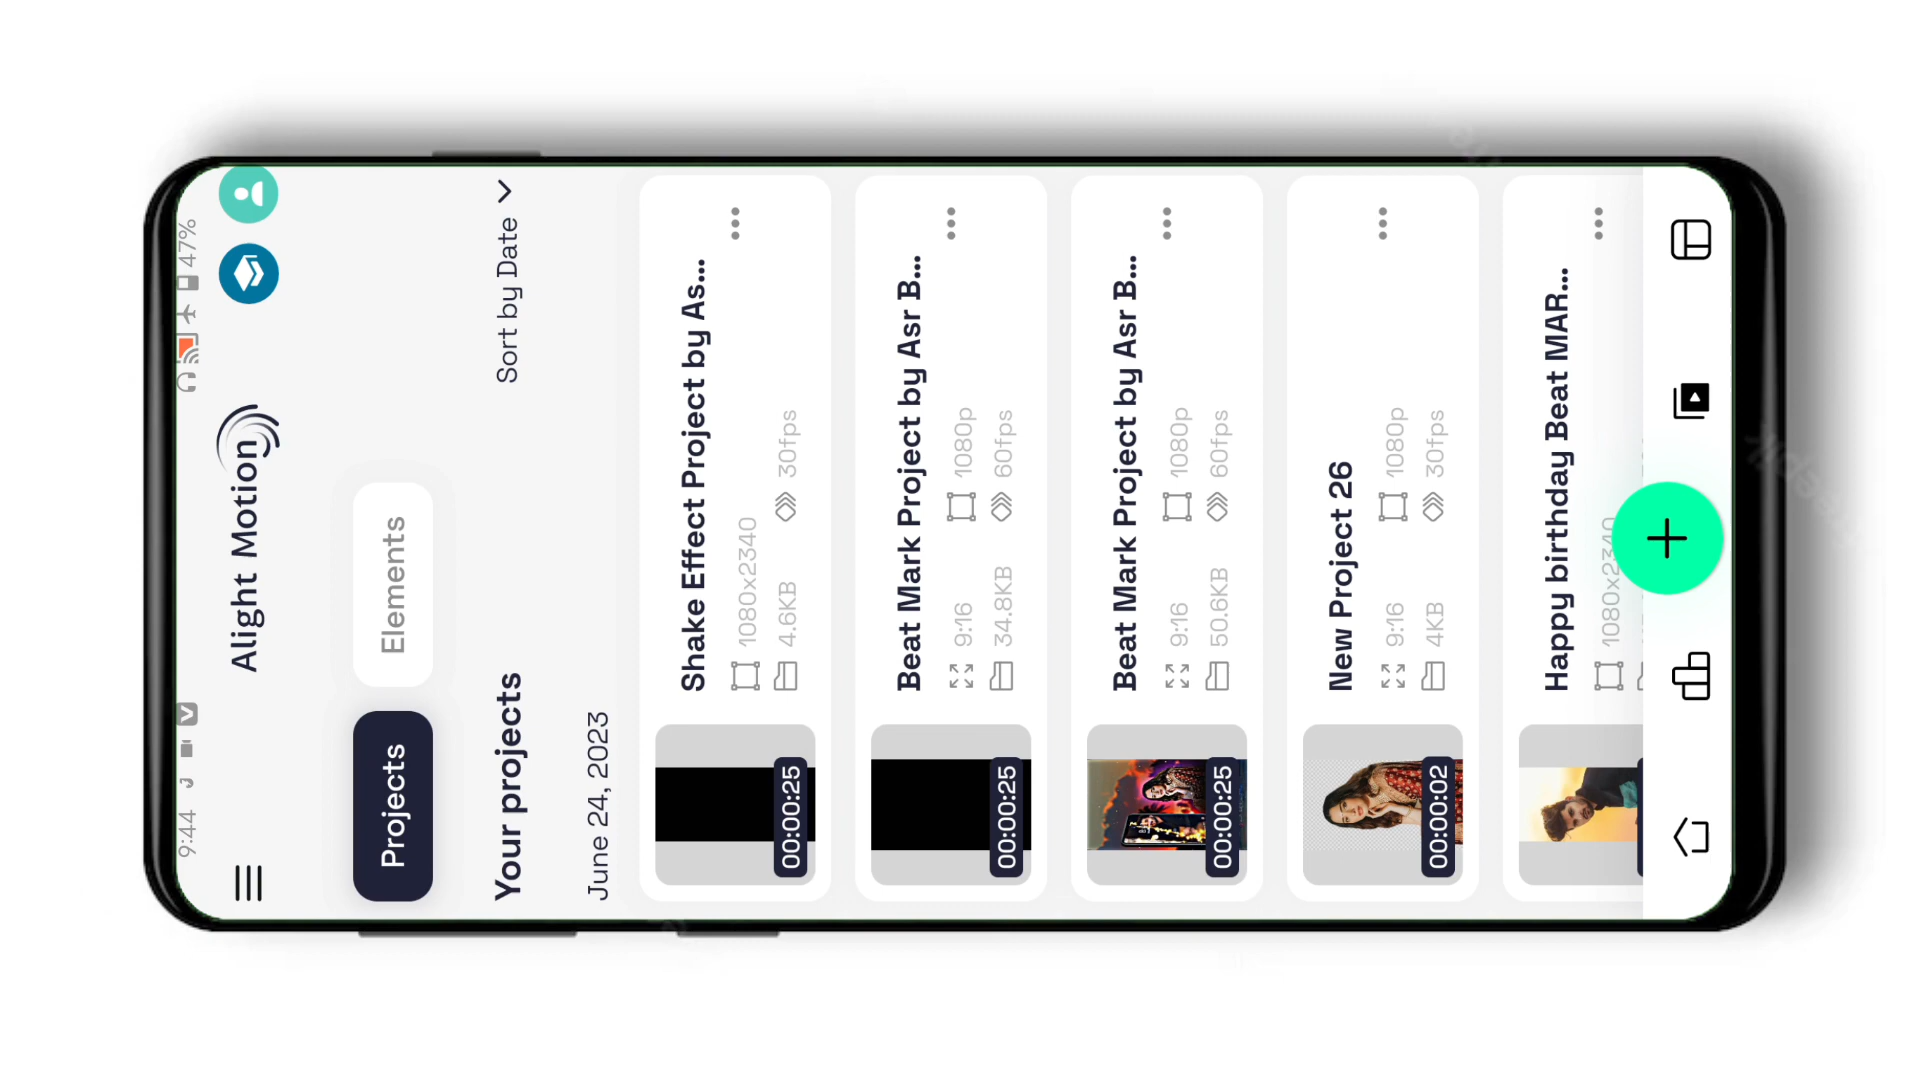 9:44
47%
Alight Motion
Projects
Elements
Your projects
Sort by Date
June 24, 2023
Shake Effect Project by As...
1080x2340
4.6KB
30fps
00:00:25
Beat Mark Project by Asr B...
9:16
1080p
34.8KB
60fps
00:00:25
Beat Mark Project by Asr B...
9:16
1080p
50.6KB
60fps
00:00:25
New Project 26
9:16
1080p
4KB
30fps
00:00:02
Happy birthday Beat MAR...
1080x2340